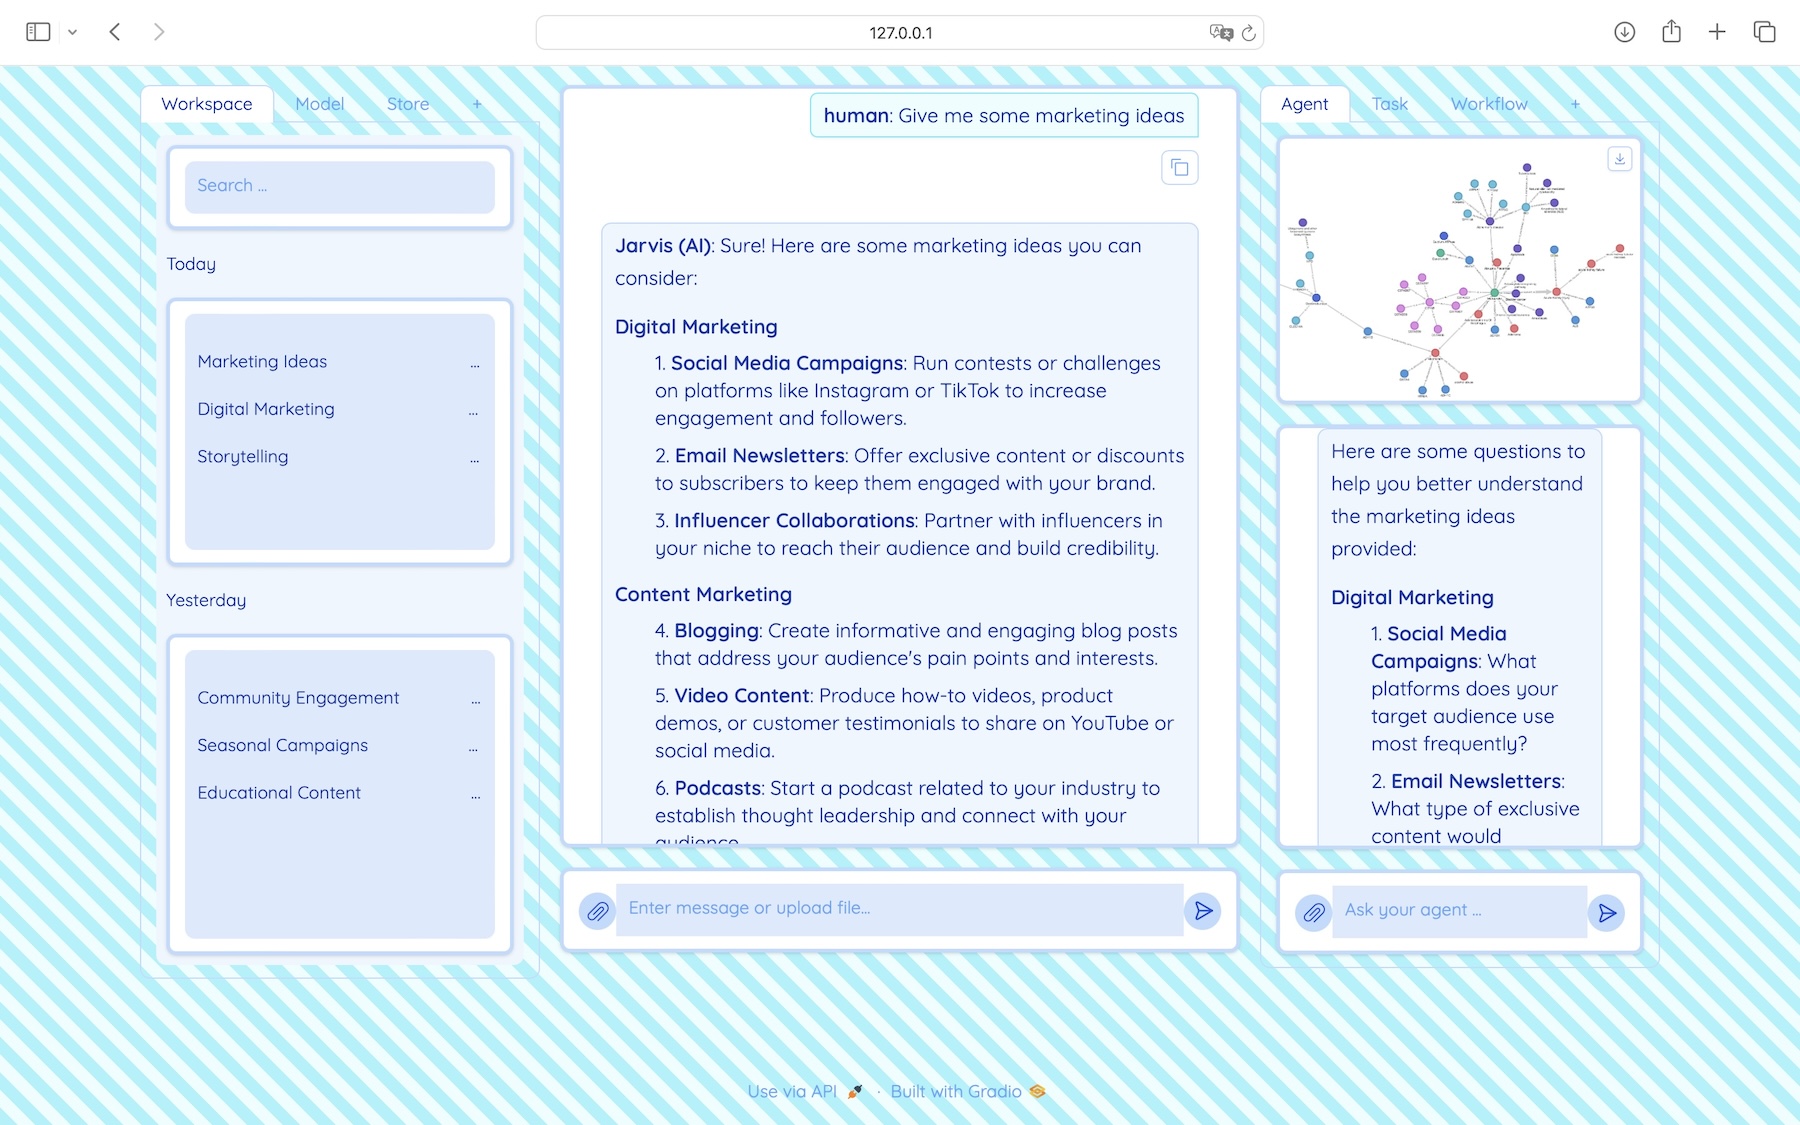 127.0.0.1
Workspace
Model
Store
+
Search ...
Today
Marketing Ideas
...
Digital Marketing
...
Storytelling
...
Yesterday
Community Engagement
...
Seasonal Campaigns
...
Educational Content
...
human: Give me some marketing ideas
Jarvis (AI): Sure! Here are some marketing ideas you can
consider:
Digital Marketing
1. Social Media Campaigns: Run contests or challenges
on platforms like Instagram or TikTok to increase
engagement and followers.
2. Email Newsletters: Offer exclusive content or discounts
to subscribers to keep them engaged with your brand.
3. Influencer Collaborations: Partner with influencers in
your niche to reach their audience and build credibility.
Content Marketing
4. Blogging: Create informative and engaging blog posts
that address your audience's pain points and interests.
5. Video Content: Produce how-to videos, product
demos, or customer testimonials to share on YouTube or
social media.
6. Podcasts: Start a podcast related to your industry to
establish thought leadership and connect with your
audience.
Enter message or upload file...
Agent
Task
Workflow
+
Here are some questions to
help you better understand
the marketing ideas
provided:
Digital Marketing
1. Social Media
Campaigns: What
platforms does your
target audience use
most frequently?
2. Email Newsletters:
What type of exclusive
content would
Ask your agent ...
Use via API
·
Built with Gradio